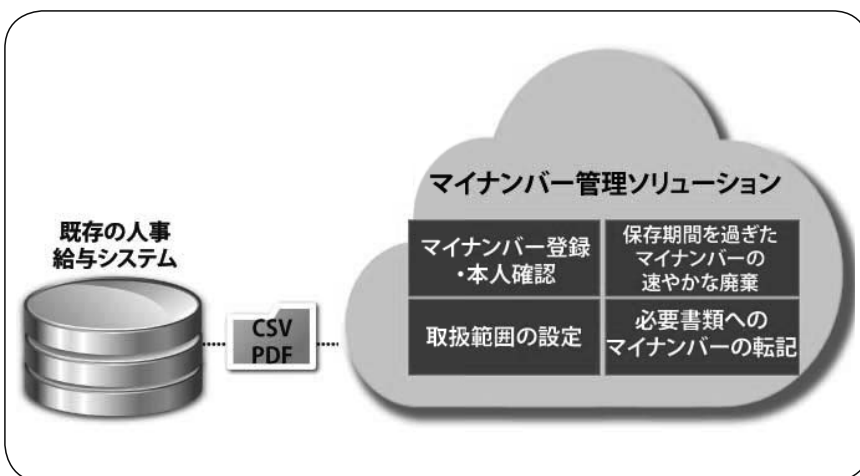 既存の人事
給与システム
CSV
PDF
マイナンバー管理ソリューション
マイナンバー登録
・本人確認
保存期間を過ぎた
マイナンバーの
速やかな廃棄
取扱範囲の設定
必要書類への
マイナンバーの転記